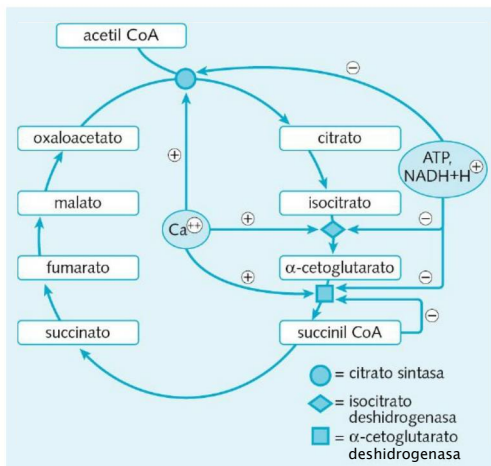 acetil CoA
−
oxaloacetato
citrato
+
ATP,
NADH+H+
malato
isocitrato
Ca++
+
−
fumarato
α-cetoglutarato
+
−
succinato
succinil CoA
−
= citrato sintasa
= isocitrato
deshidrogenasa
= α-cetoglutarato
deshidrogenasa